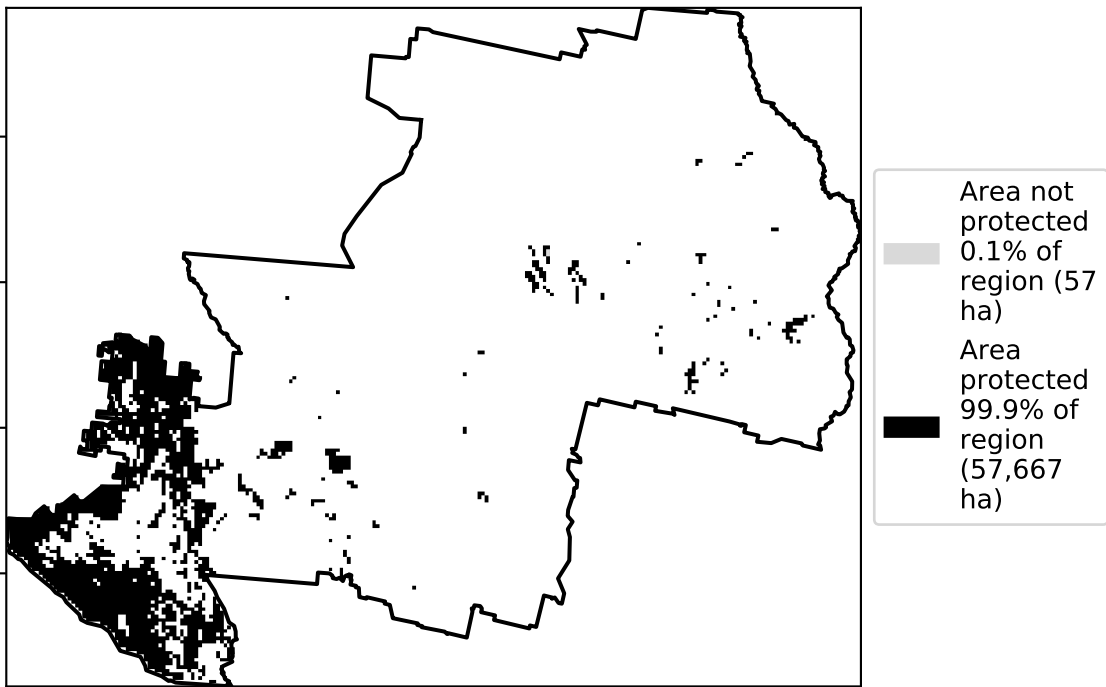 Area not
protected
0.1% of
region (57
ha)
Area
protected
99.9% of
region
(57,667
ha)